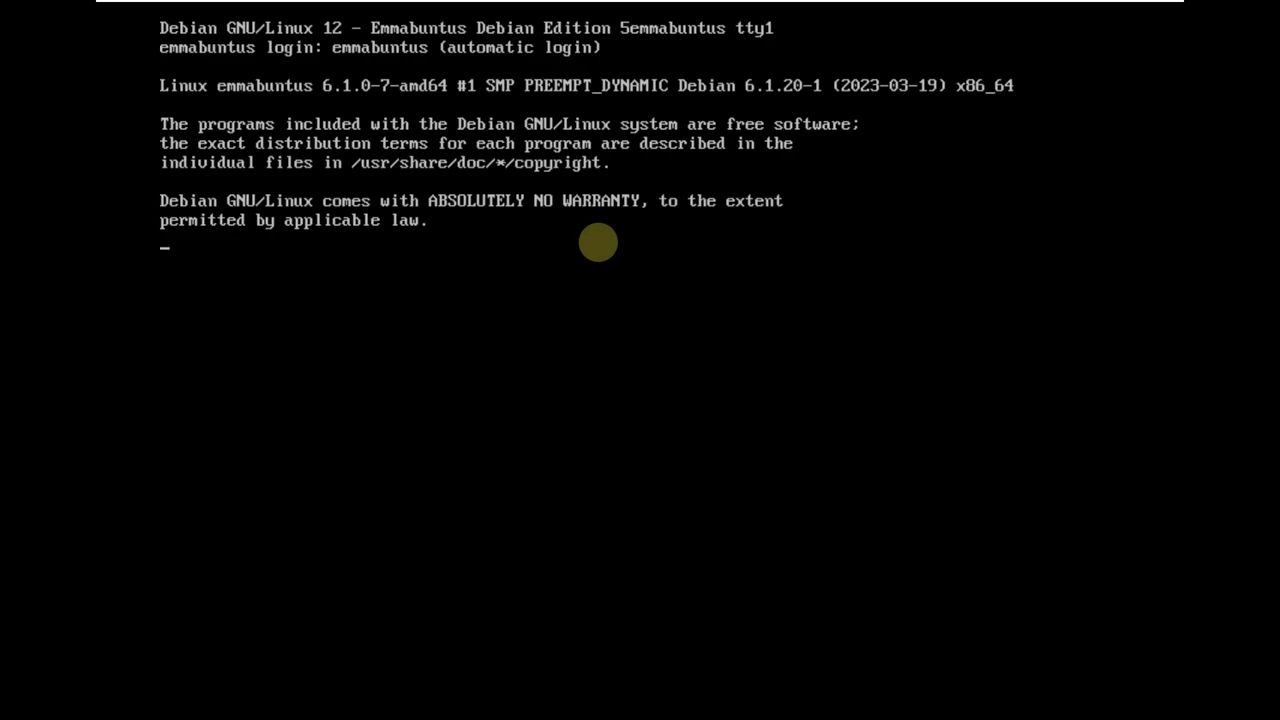 Debian GNU/Linux 12 - Emmabuntus Debian Edition 5emmabuntus tty1
emmabuntus login: emmabuntus (automatic login)
Linux emmabuntus 6.1.0-7-amd64 #1 SMP PREEMPT_DYNAMIC Debian 6.1.20-1 (2023-03-19) x86_64
The programs included with the Debian GNU/Linux system are free software;
the exact distribution terms for each program are described in the
individual files in /usr/share/doc/*/copyright.
Debian GNU/Linux comes with ABSOLUTELY NO WARRANTY, to the extent
permitted by applicable law.